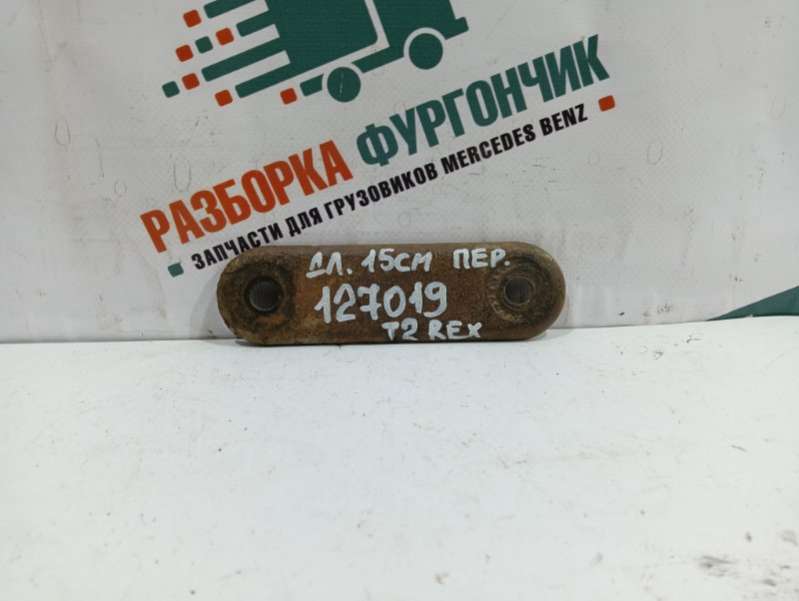 РАЗБОРКА ФУРГОНЧИК
ЗАПЧАСТИ ДЛЯ ГРУЗОВИКОВ MERCEDES BENZ
ДЛ. 15СМ ПЕР.
127019
T2 REX